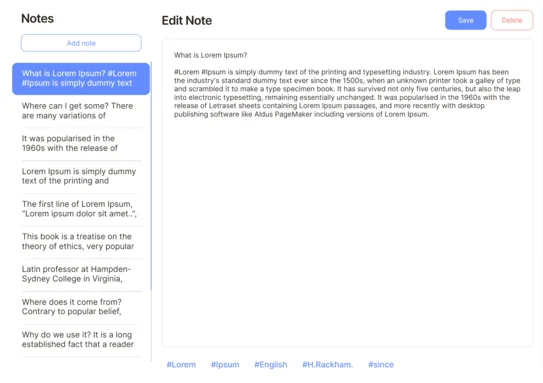 Notes
Add note
What is Lorem Ipsum? #Lorem
#Ipsum is simply dummy text
Where can I get some? There
are many variations of
It was popularised in the
1960s with the release of
Lorem Ipsum is simply dummy
text of the printing and
The first line of Lorem Ipsum,
"Lorem ipsum dolor sit amet..",
This book is a treatise on the
theory of ethics, very popular
Latin professor at Hampden-
Sydney College in Virginia,
Where does it come from?
Contrary to popular belief,
Why do we use it? It is a long
established fact that a reader
Edit Note
Save
Delete
What is Lorem Ipsum?
#Lorem #Ipsum is simply dummy text of the printing and typesetting industry. Lorem Ipsum has been
the industry's standard dummy text ever since the 1500s, when an unknown printer took a galley of type
and scrambled it to make a type specimen book. It has survived not only five centuries, but also the leap
into electronic typesetting, remaining essentially unchanged. It was popularised in the 1960s with the
release of Letraset sheets containing Lorem Ipsum passages, and more recently with desktop
publishing software like Aldus PageMaker including versions of Lorem Ipsum.
#Lorem #Ipsum #English #H.Rackham. #since